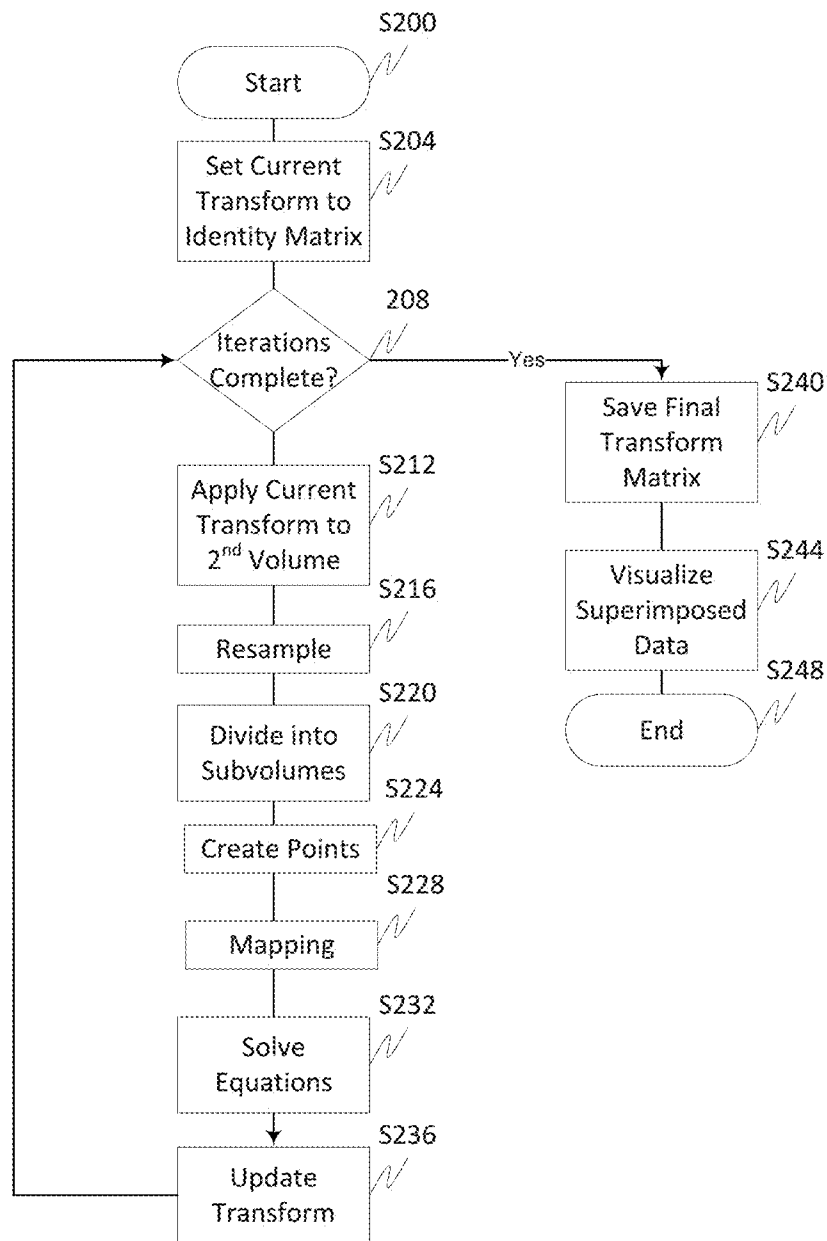 S200
Start
S204
Set Current
Transform to
Identity Matrix
208
Iterations
Complete?
Yes
S240
Save Final
Transform
Matrix
S212
Apply Current
Transform to
2nd Volume
S244
Visualize
Superimposed
Data
S216
Resample
S248
End
S220
Divide into
Subvolumes
S224
Create Points
S228
Mapping
S232
Solve
Equations
S236
Update
Transform